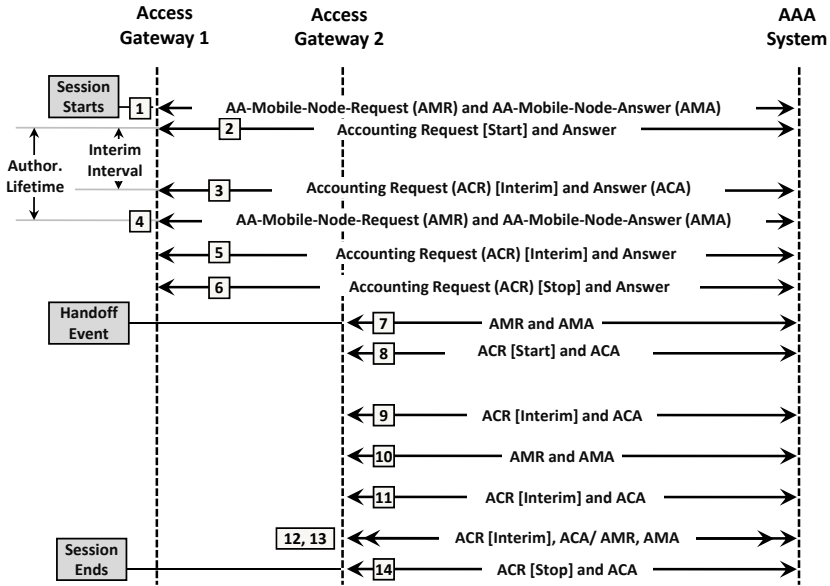 Access Gateway 1
Access Gateway 2
AAA System
Session Starts
1
AA-Mobile-Node-Request (AMR) and AA-Mobile-Node-Answer (AMA)
2
Accounting Request [Start] and Answer
Author. Lifetime
Interim Interval
3
Accounting Request (ACR) [Interim] and Answer (ACA)
4
AA-Mobile-Node-Request (AMR) and AA-Mobile-Node-Answer (AMA)
5
Accounting Request (ACR) [Interim] and Answer
6
Accounting Request (ACR) [Stop] and Answer
Handoff Event
7
AMR and AMA
8
ACR [Start] and ACA
9
ACR [Interim] and ACA
10
AMR and AMA
11
ACR [Interim] and ACA
12, 13
ACR [Interim], ACA/ AMR, AMA
Session Ends
14
ACR [Stop] and ACA